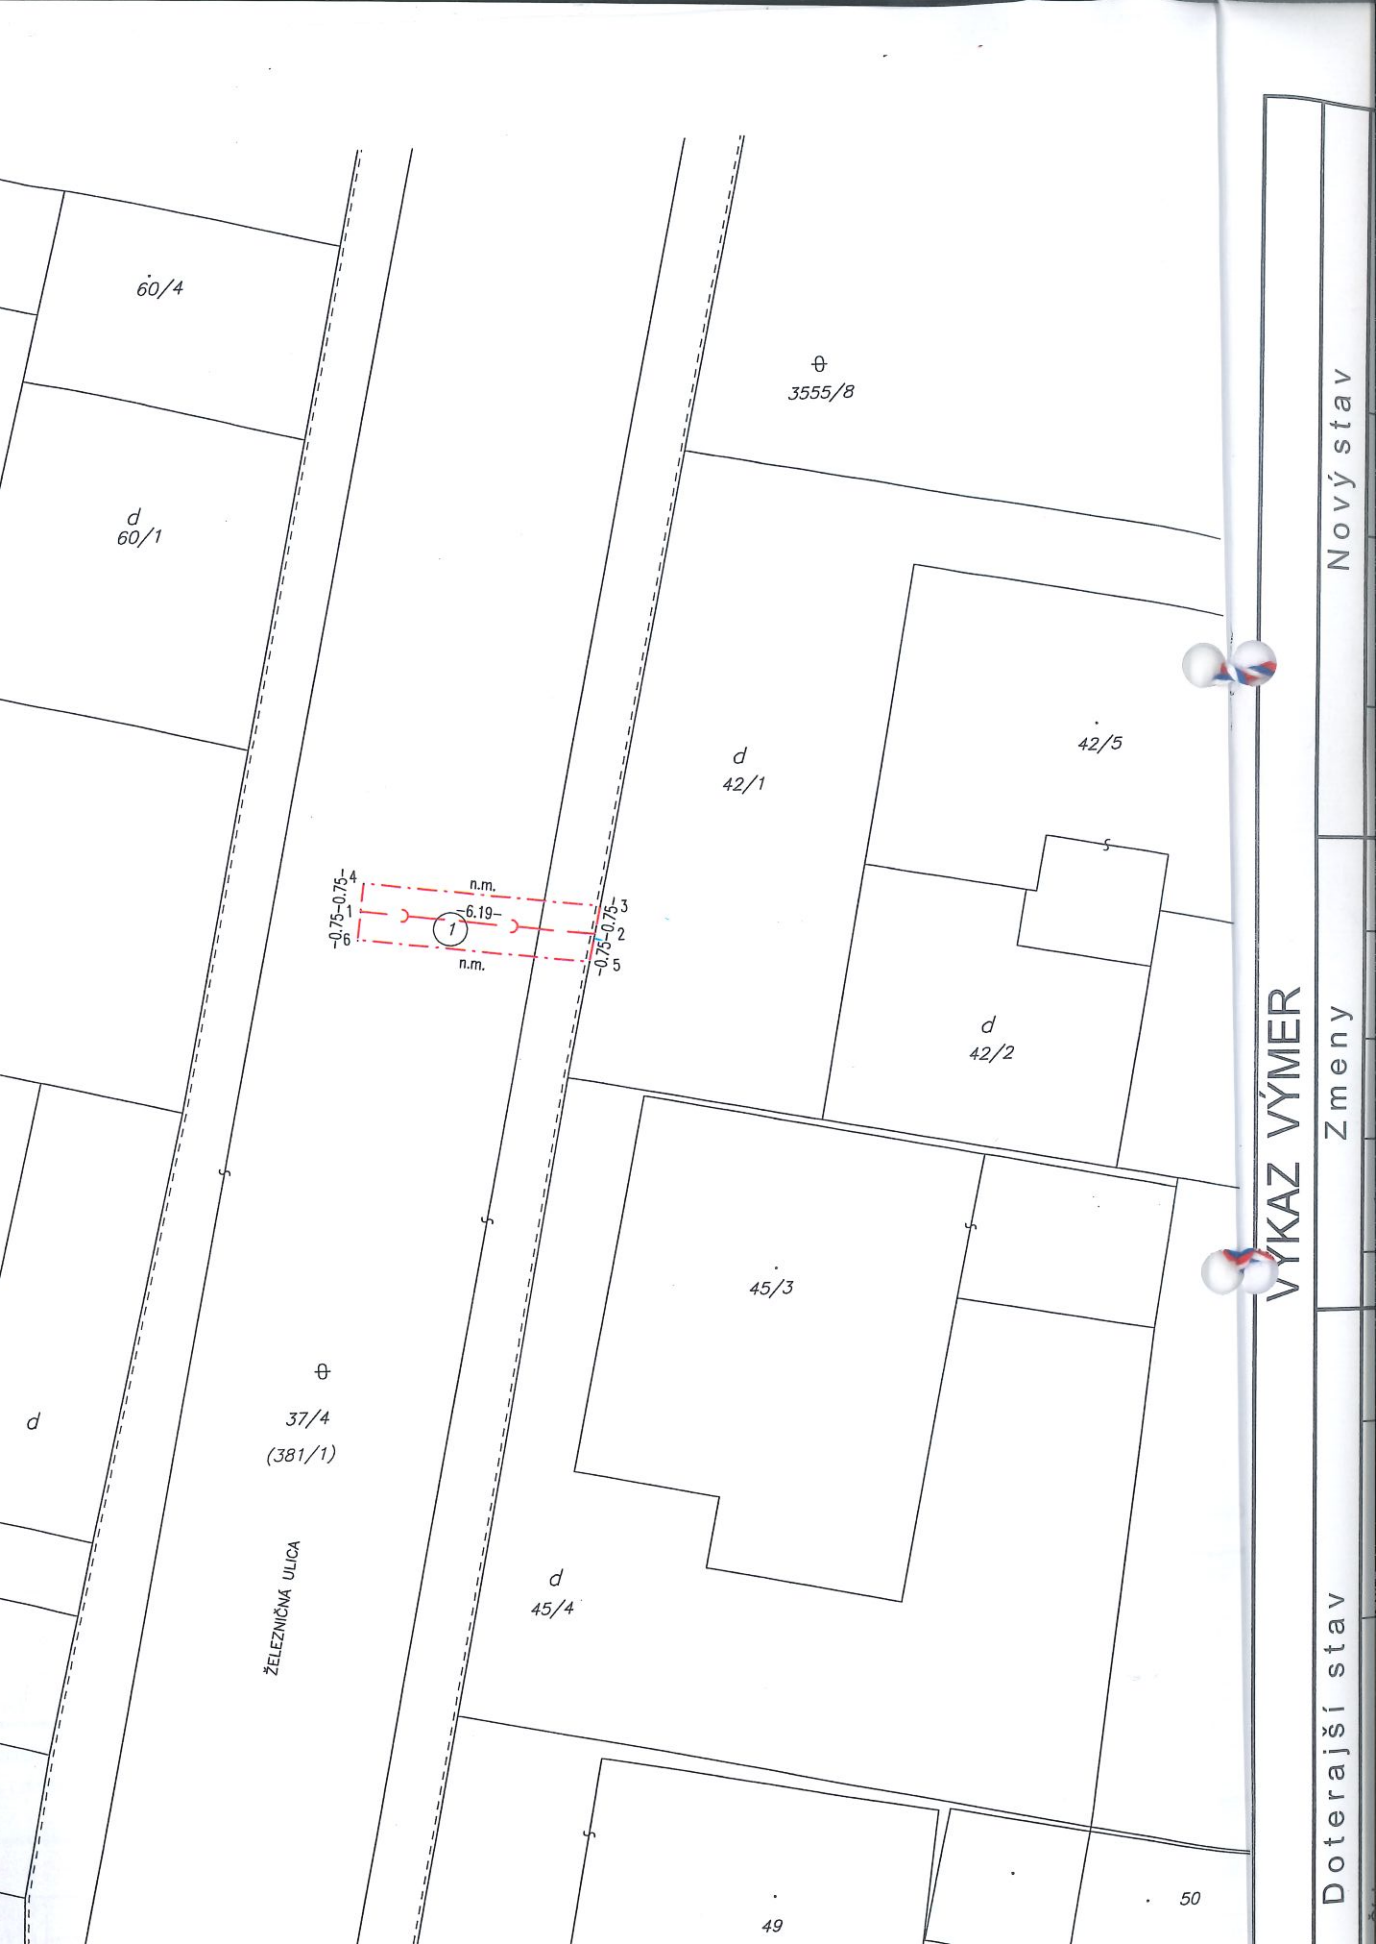 60/4
3555/8
d
60/1
d
42/1
42/5
-0.75-0.75-
4
n.m.
3
1
-6.19-
1
-0.75-0.75-
2
6
n.m.
5
d
42/2
45/3
37/4
(381/1)
d
ŽELEZNIČNÁ ULICA
d
45/4
49
50
VÝKAZ VÝMER
Doterajší stav
Zmeny
Nový stav